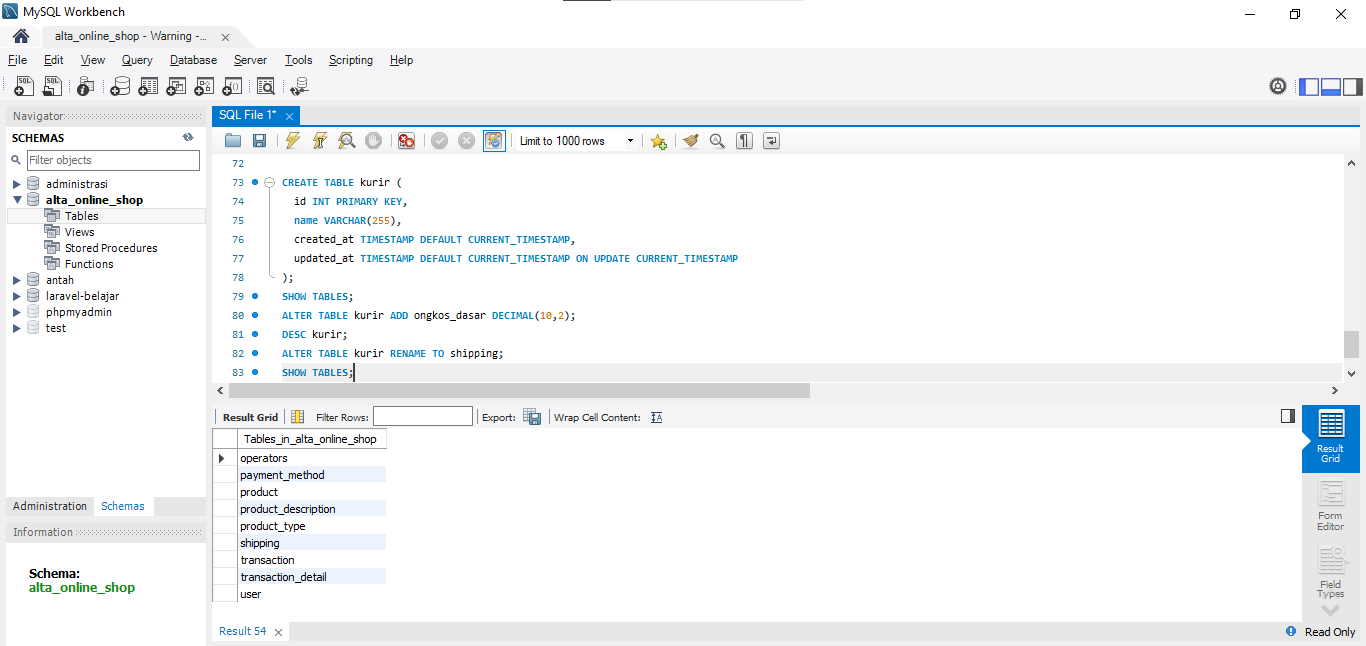 MySQL Workbench
alta_online_shop - Warning -...
File Edit View Query Database Server Tools Scripting Help
Navigator
SCHEMAS
Filter objects
administrasi
alta_online_shop
Tables
Views
Stored Procedures
Functions
antah
laravel-belajar
phpmyadmin
test
Administration Schemas
Information
Schema:
alta_online_shop
SQL File 1*
Limit to 1000 rows
72
73 CREATE TABLE kurir (
74 id INT PRIMARY KEY,
75 name VARCHAR(255),
76 created_at TIMESTAMP DEFAULT CURRENT_TIMESTAMP,
77 updated_at TIMESTAMP DEFAULT CURRENT_TIMESTAMP ON UPDATE CURRENT_TIMESTAMP
78 );
79 SHOW TABLES;
80 ALTER TABLE kurir ADD ongkos_dasar DECIMAL(10,2);
81 DESC kurir;
82 ALTER TABLE kurir RENAME TO shipping;
83 SHOW TABLES;
Result Grid Filter Rows: Export: Wrap Cell Content:
Tables_in_alta_online_shop
operators
payment_method
product
product_description
product_type
shipping
transaction
transaction_detail
user
Result
Grid
Form
Editor
Field
Types
Result 54
Read Only